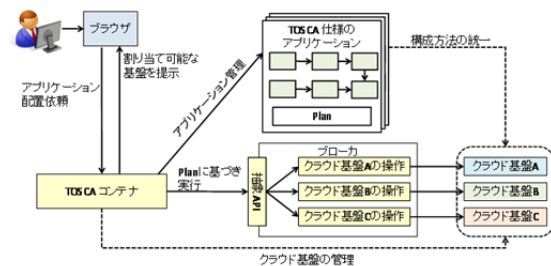 ブラウザ
TOSCA 仕様の
アプリケーション
構成方法の統一
割り当て可能な
基盤を提示
アプリケーション
配置依頼
アプリケーション管理
Plan
ブローカ
Planに基づき
実行
抽象API
クラウド基盤Aの操作
クラウド基盤A
TOSCA コンテナ
クラウド基盤Bの操作
クラウド基盤B
クラウド基盤Cの操作
クラウド基盤C
クラウド基盤の管理